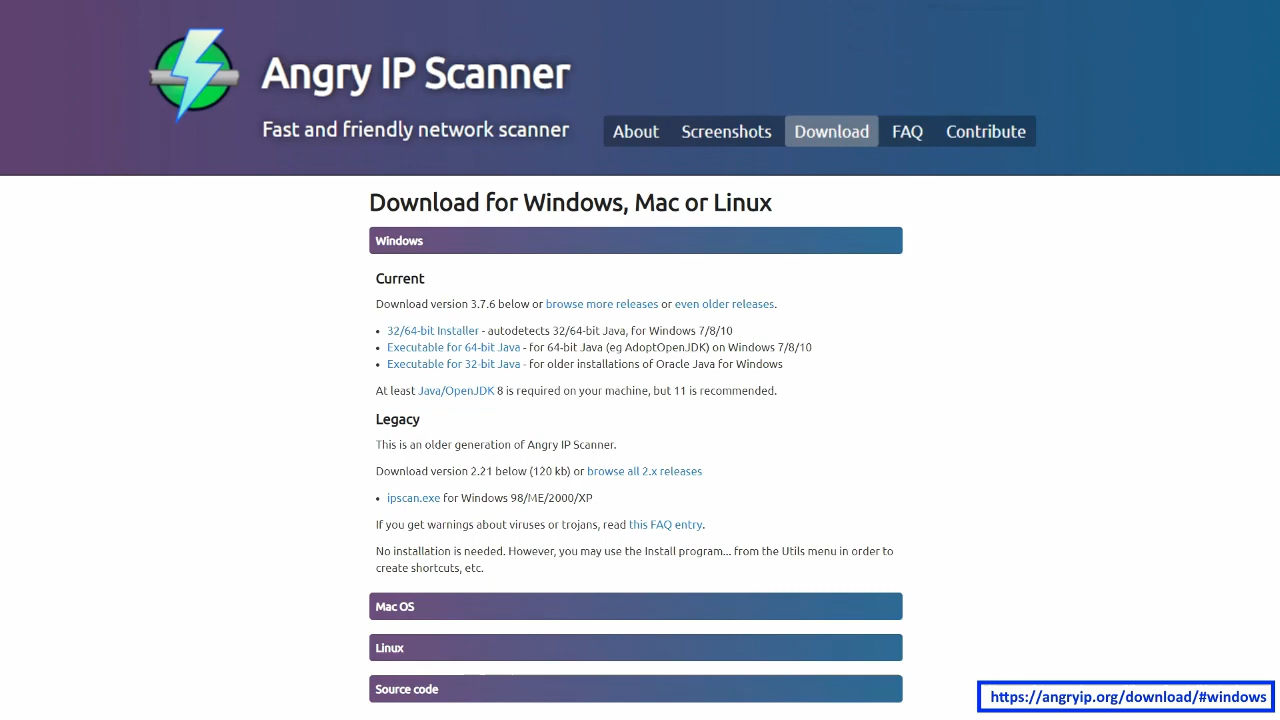 Angry IP Scanner
Fast and friendly network scanner
About Screenshots Download FAQ Contribute
Download for Windows, Mac or Linux
Windows
Current
Download version 3.7.6 below or browse more releases or even older releases.
• 32/64-bit Installer - autodetects 32/64-bit Java, for Windows 7/8/10
• Executable for 64-bit Java - for 64-bit Java (eg AdoptOpenJDK) on Windows 7/8/10
• Executable for 32-bit Java - for older installations of Oracle Java for Windows
At least Java/OpenJDK 8 is required on your machine, but 11 is recommended.
Legacy
This is an older generation of Angry IP Scanner.
Download version 2.21 below (120 kb) or browse all 2.x releases
• ipscan.exe for Windows 98/ME/2000/XP
If you get warnings about viruses or trojans, read this FAQ entry.
No installation is needed. However, you may use the Install program... from the Utils menu in order to
create shortcuts, etc.
Mac OS
Linux
Source code
https://angryip.org/download/#windows